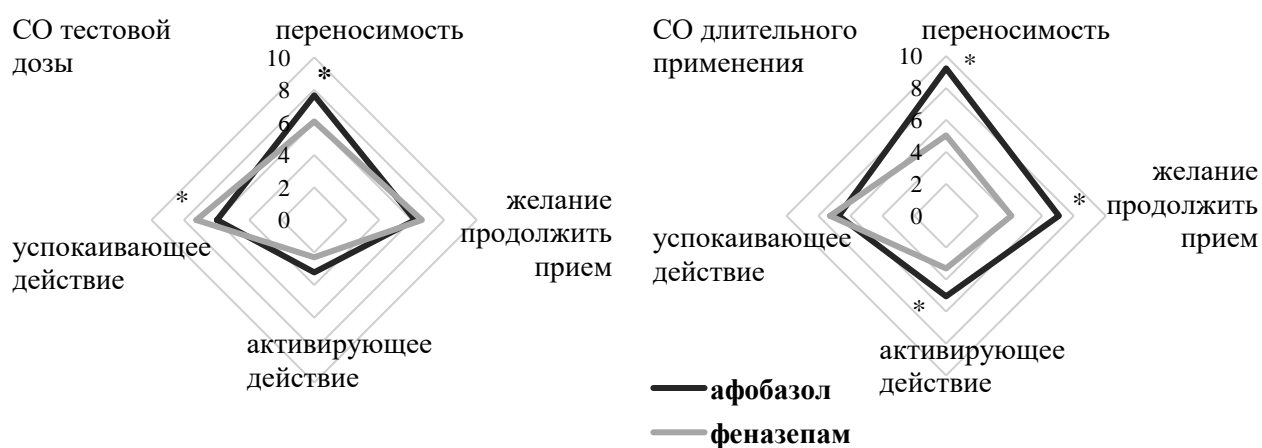 СО тестовой
дозы
переносимость
*
10
8
6
4
2
0
*
желание
продолжить
прием
успокаивающее
действие
активирующее
действие
СО длительного
применения
переносимость
*
10
8
6
4
2
0
*
желание
продолжить
прием
успокаивающее
действие
*
активирующее
действие
афобазол
феназепам